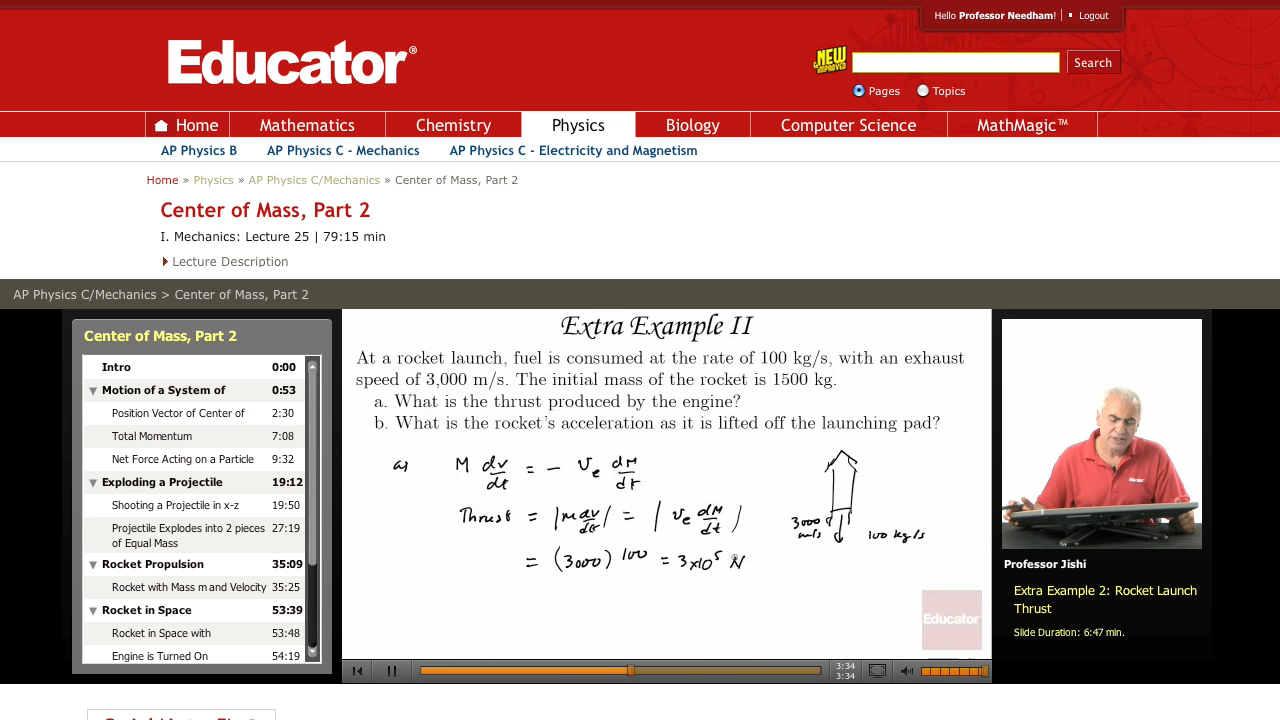 Hello Professor Needham! Logout
Educator®
NEW & IMPROVED
Search
Pages Topics
Home Mathematics Chemistry Physics Biology Computer Science MathMagic™
AP Physics B AP Physics C - Mechanics AP Physics C - Electricity and Magnetism
Home » Physics » AP Physics C/Mechanics » Center of Mass, Part 2
Center of Mass, Part 2
I. Mechanics: Lecture 25 | 79:15 min
Lecture Description
AP Physics C/Mechanics > Center of Mass, Part 2
Center of Mass, Part 2
Intro 0:00
Motion of a System of 0:53
Position Vector of Center of 2:30
Total Momentum 7:08
Net Force Acting on a Particle 9:32
Exploding a Projectile 19:12
Shooting a Projectile in x-z 19:50
Projectile Explodes into 2 pieces 27:19
of Equal Mass
Rocket Propulsion 35:09
Rocket with Mass m and Velocity 35:25
Rocket in Space 53:39
Rocket in Space with 53:48
Engine is Turned On 54:19
Extra Example II
At a rocket launch, fuel is consumed at the rate of 100 kg/s, with an exhaust
speed of 3,000 m/s. The initial mass of the rocket is 1500 kg.
a. What is the thrust produced by the engine?
b. What is the rocket's acceleration as it is lifted off the launching pad?
a) M dv/dt = - ve dM/dt
Thrust = |M dv/dt| = |ve dM/dt|
= (3000) 100 = 3x10⁵ N
3000 m/s
100 kg/s
Educator
3:34
3:34
Professor Jishi
Extra Example 2: Rocket Launch
Thrust
Slide Duration: 6:47 min.